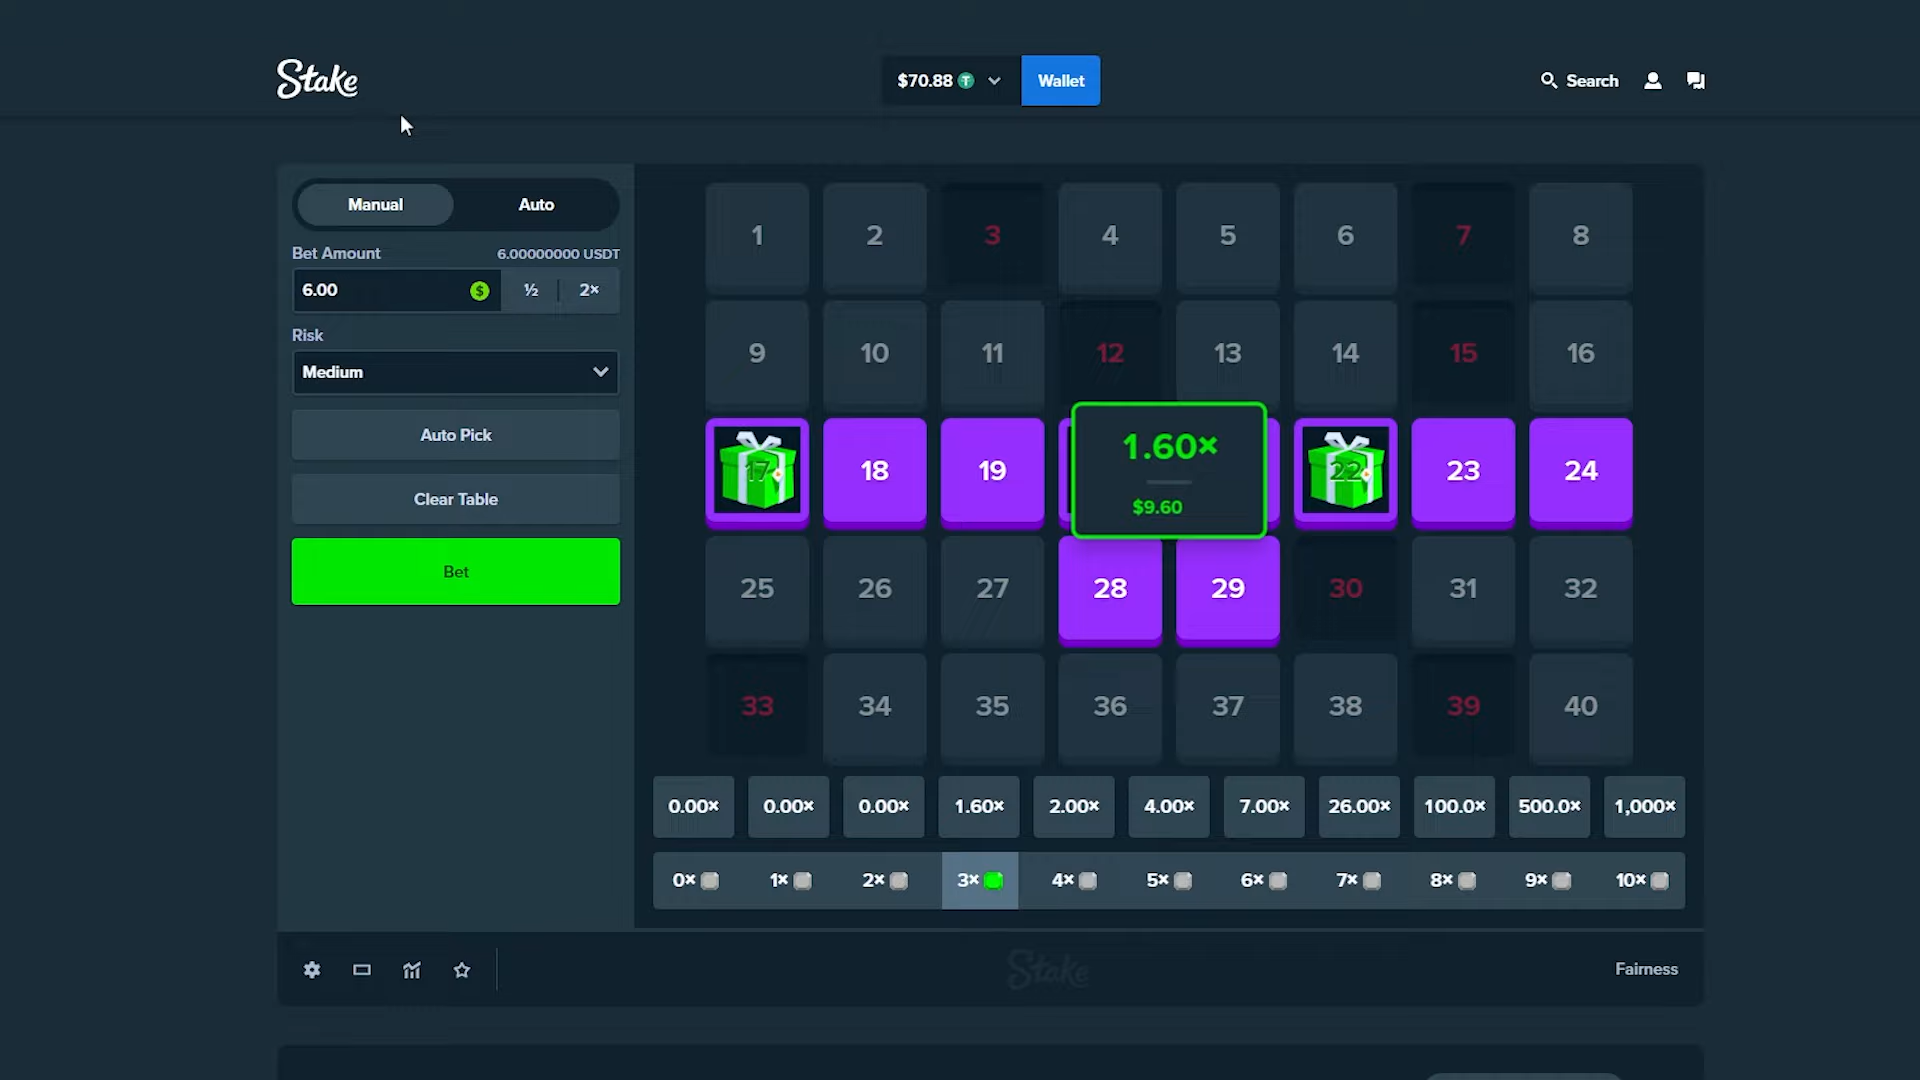 Stake
$70.88
Wallet
Search
Manual
Auto
Bet Amount
6.00000000 USDT
6.00
½
2×
Risk
Medium
Auto Pick
Clear Table
Bet
1 2 3 4 5 6 7 8
9 10 11 12 13 14 15 16
17 18 19 22 23 24
1.60×
$9.60
25 26 27 28 29 30 31 32
33 34 35 36 37 38 39 40
0.00× 0.00× 0.00× 1.60× 2.00× 4.00× 7.00× 26.00× 100.0× 500.0× 1,000×
0× 1× 2× 3× 4× 5× 6× 7× 8× 9× 10×
Stake
Fairness